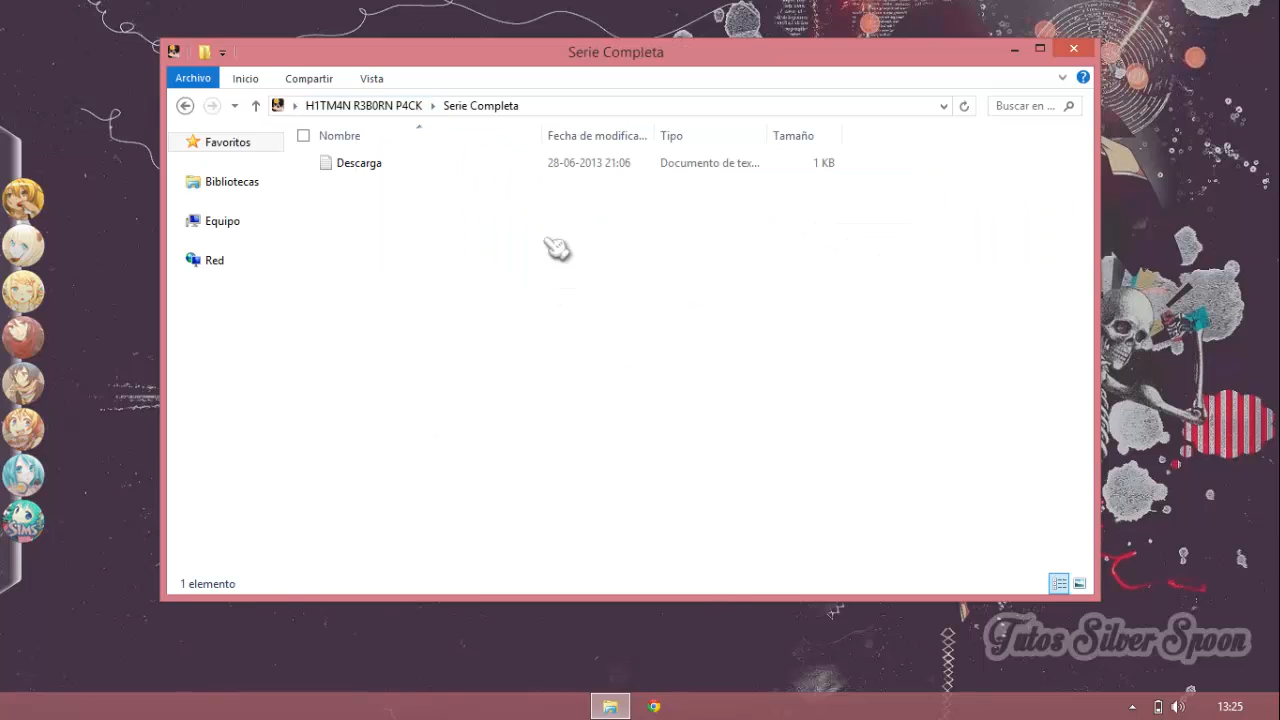 Serie Completa
Archivo
Inicio
Compartir
Vista
H1TM4N R3B0RN P4CK
Serie Completa
Buscar en ...
Favoritos
Nombre
Fecha de modifica...
Tipo
Tamaño
Descarga
28-06-2013 21:06
Documento de tex...
1 KB
Bibliotecas
Equipo
Red
SIMS
1 elemento
Tutos Silver Spoon
13:25